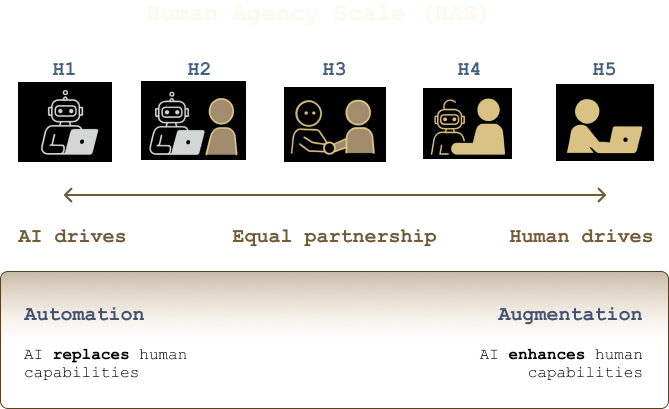 Human Agency Scale (HAS)
H1 H2 H3 H4 H5
AI drives Equal partnership Human drives
Automation Augmentation
AI replaces human AI enhances human
capabilities capabilities